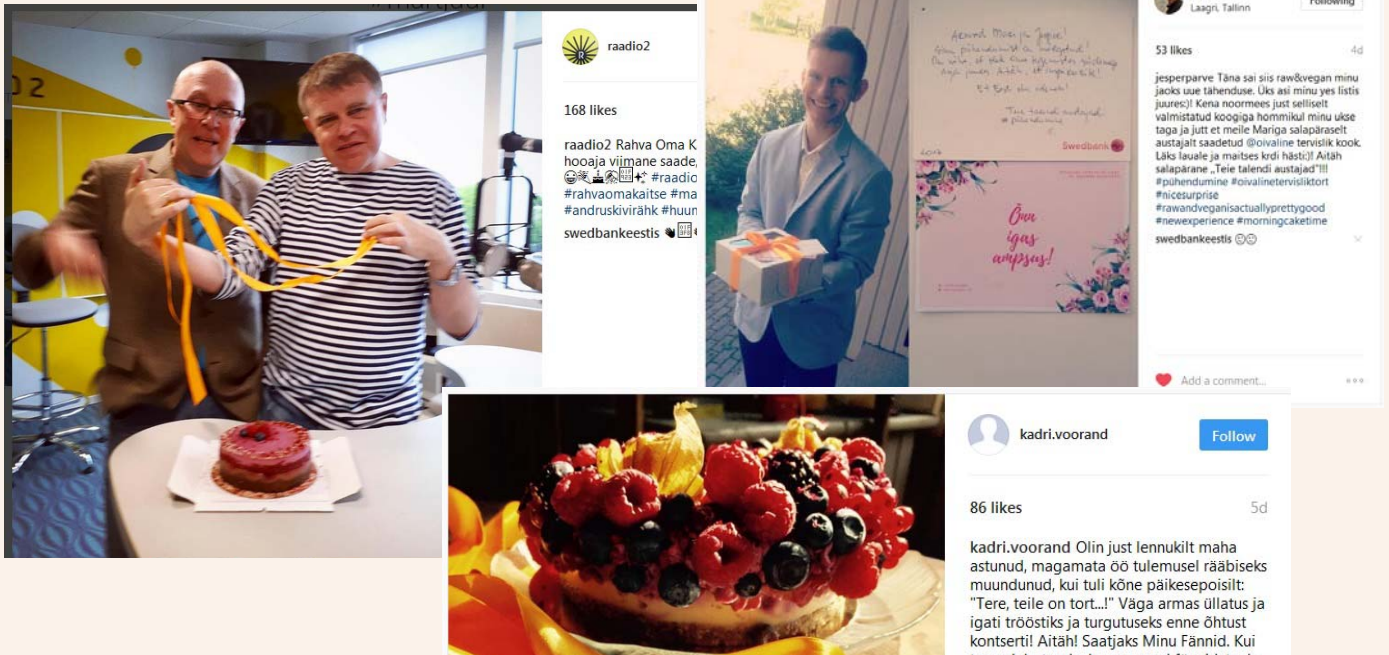 raadio2
168 likes
raadio2 Rahva Oma K
hooaja viimane saade,
#raadio
#rahvaomakaitse #ma
#andruskivirähk #huun
swedbankeestis
Laagri, Tallinn
Following
53 likes
4d
jesperparve Täna sai siis raw&vegan minu
jaoks uue tähenduse. Üks asi minu yes listis
juures:)! Kena noormees just selliselt
valmistatud koogiga hommikul minu ukse
taga ja jutt et meile Mariga salapäraselt
austajalt saadetud @oivaline tervislik kook.
Läks lauale ja maitses krdi hästi:)! Aitäh
salapärane „Teie talendi austajad"!!!
#pühendumine #oivalinetervisliktort
#nicesurprise
#rawandveganisactuallyprettygood
#newexperience #morningcaketime
swedbankeestis
Add a comment...
Swedbank
Õnn
igas
ampsus!
kadri.voorand
Follow
86 likes
5d
kadri.voorand Olin just lennukilt maha
astunud, magamata öö tulemusel rääbiseks
muundunud, kui tuli kõne päikesepoisilt:
"Tere, teile on tort...!" Väga armas üllatus ja
igati trööstiks ja turgutuseks enne õhtust
kontserti! Aitäh! Saatjaks Minu Fännid. Kui